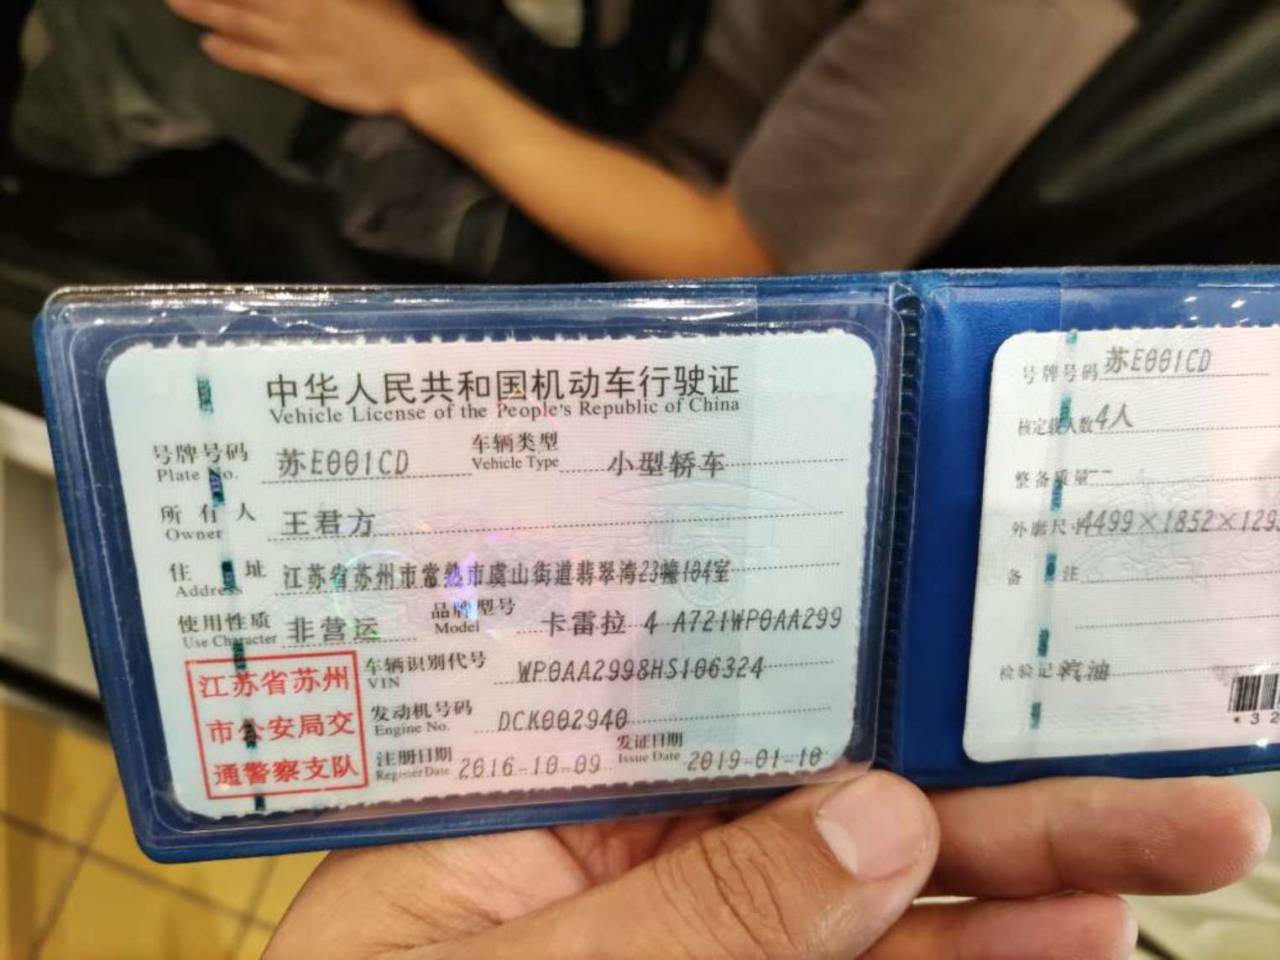 中华人民共和国机动车行驶证
Vehicle License of the People's Republic of China
号牌号码 苏E001CD 车辆类型 小型轿车
Plate No. Vehicle Type
所有人 王君方
Owner
住址 江苏省苏州市常熟市虞山街道翡翠湾23幢104室
Address
使用性质 非营运 品牌型号 卡雷拉 4 A721WP0AA299
Use Character Model
车辆识别代号 WP0AA2998HS106324
VIN
发动机号码 DCK002940
Engine No.
注册日期 2016-10-09 发证日期 2019-01-10
Register Date Issue Date
江苏省苏州
市公安局交
通警察支队
号牌号码 苏E001CD
核定载人数 4人
整备质量 --
外廓尺寸 4499×1852×129
备注
检验记 汽油
*32